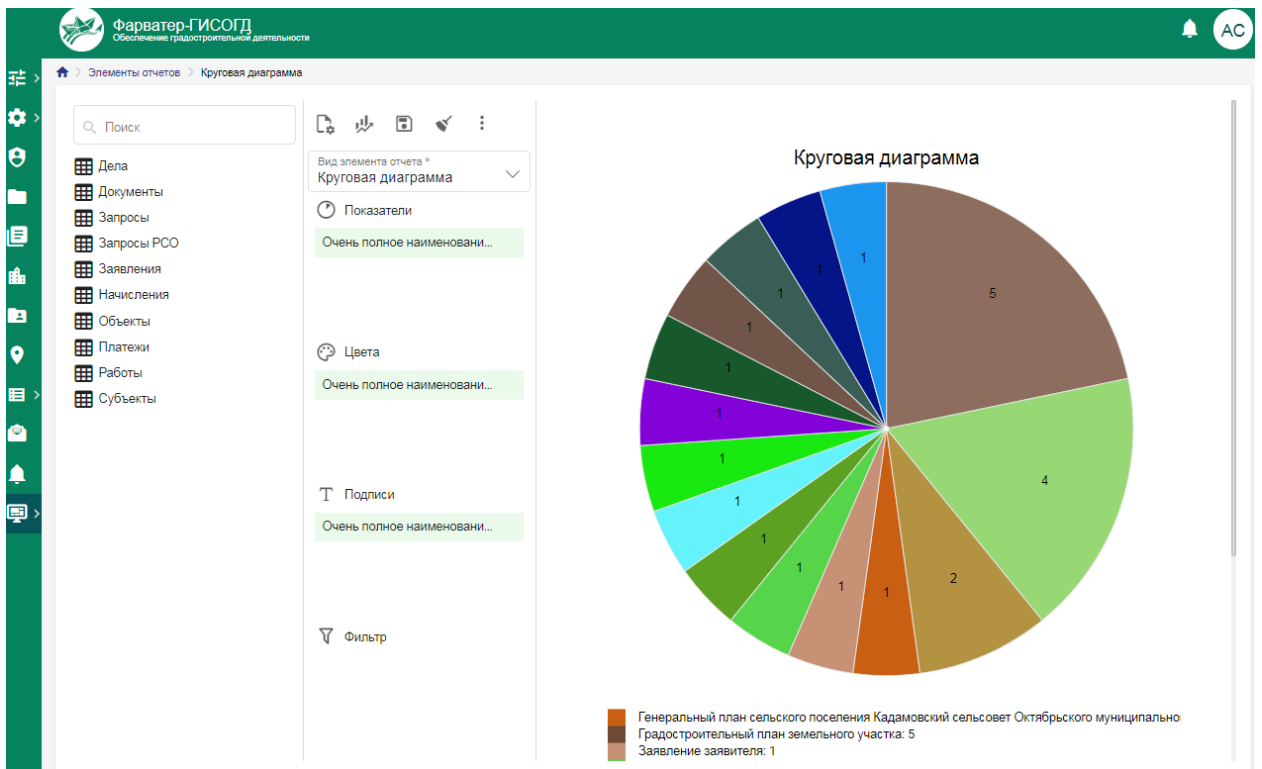 Фарватер-ГИСОГД
Обеспечение градостроительной деятельности
АС
Элементы отчетов
Круговая диаграмма
Поиск
Дела
Документы
Запросы
Запросы РСО
Заявления
Начисления
Объекты
Платежи
Работы
Субъекты
Вид элемента отчета *
Круговая диаграмма
Показатели
Очень полное наименовани...
Цвета
Очень полное наименовани...
Подписи
Очень полное наименовани...
Фильтр
Круговая диаграмма
5
4
2
1
1
1
1
1
1
1
1
1
1
1
1
Генеральный план сельского поселения Кадамовский сельсовет Октябрьского муниципально
Градостроительный план земельного участка: 5
Заявление заявителя: 1